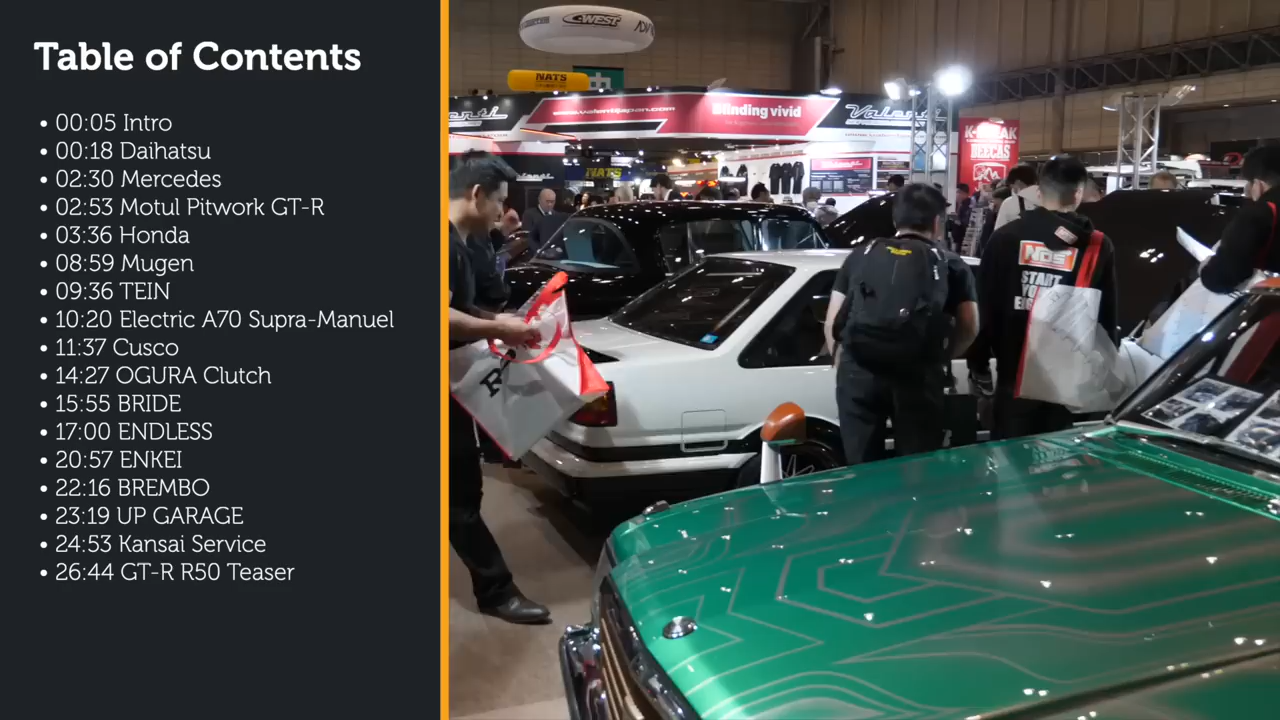 Table of Contents
• 00:05 Intro
• 00:18 Daihatsu
• 02:30 Mercedes
• 02:53 Motul Pitwork GT-R
• 03:36 Honda
• 08:59 Mugen
• 09:36 TEIN
• 10:20 Electric A70 Supra-Manuel
• 11:37 Cusco
• 14:27 OGURA Clutch
• 15:55 BRIDE
• 17:00 ENDLESS
• 20:57 ENKEI
• 22:16 BREMBO
• 23:19 UP GARAGE
• 24:53 Kansai Service
• 26:44 GT-R R50 Teaser
C-WEST
NATS
www.valentijapan.com
Blinding vivid
Valenti
NATS
K-BREAK
BEECAS
NOS
START